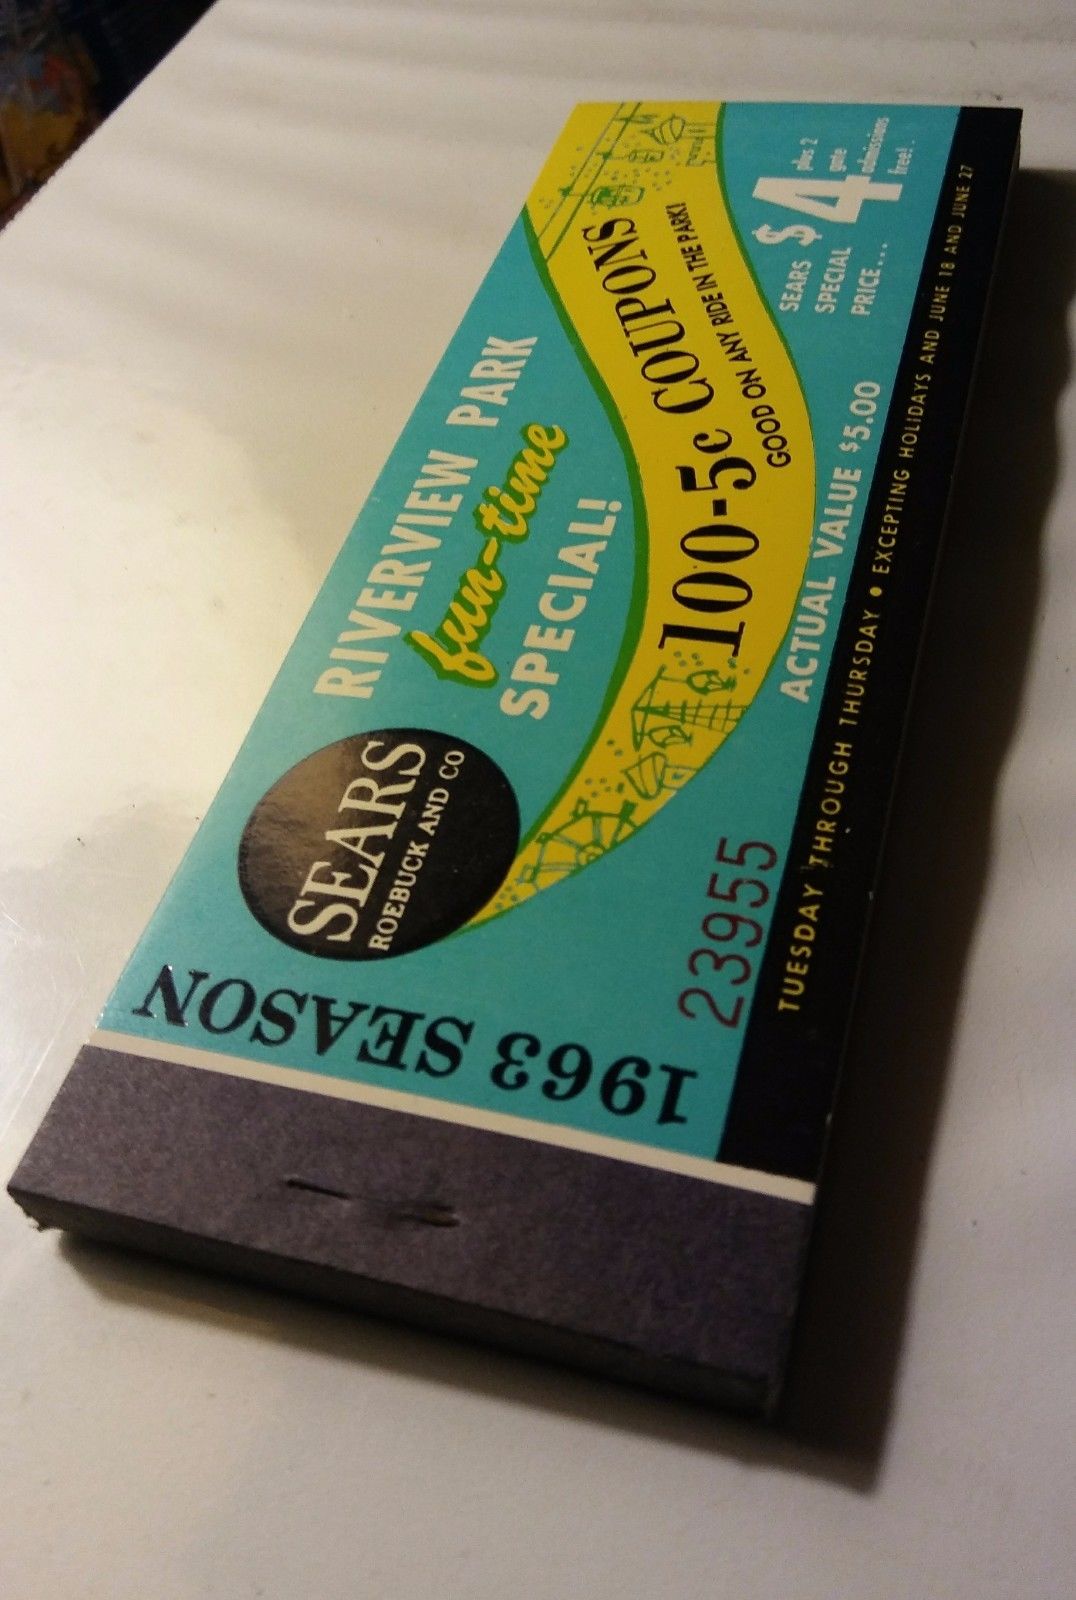 SEARS
ROEBUCK AND CO
RIVERVIEW PARK
fun-time
SPECIAL!
100-5c COUPONS
GOOD ON ANY RIDE IN THE PARK!
ACTUAL VALUE $5.00
SEARS
SPECIAL
PRICE...
$4
plus 2
gate
admissions
free!
1963 SEASON
23955
TUESDAY THROUGH THURSDAY • EXCEPTING HOLIDAYS AND JUNE 18 AND JUNE 27